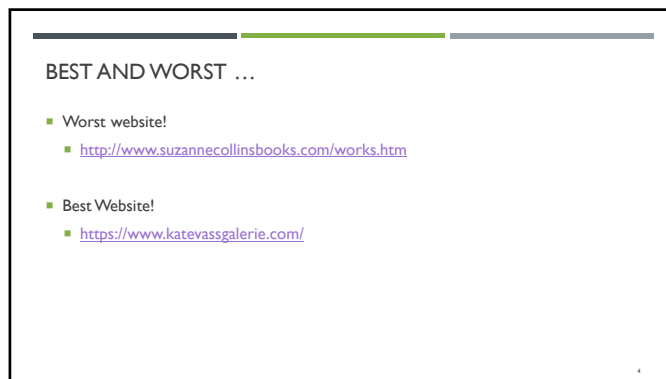 BEST AND WORST …
Worst website!
http://www.suzannecollinsbooks.com/works.htm
Best Website!
https://www.katevassgalerie.com/
4